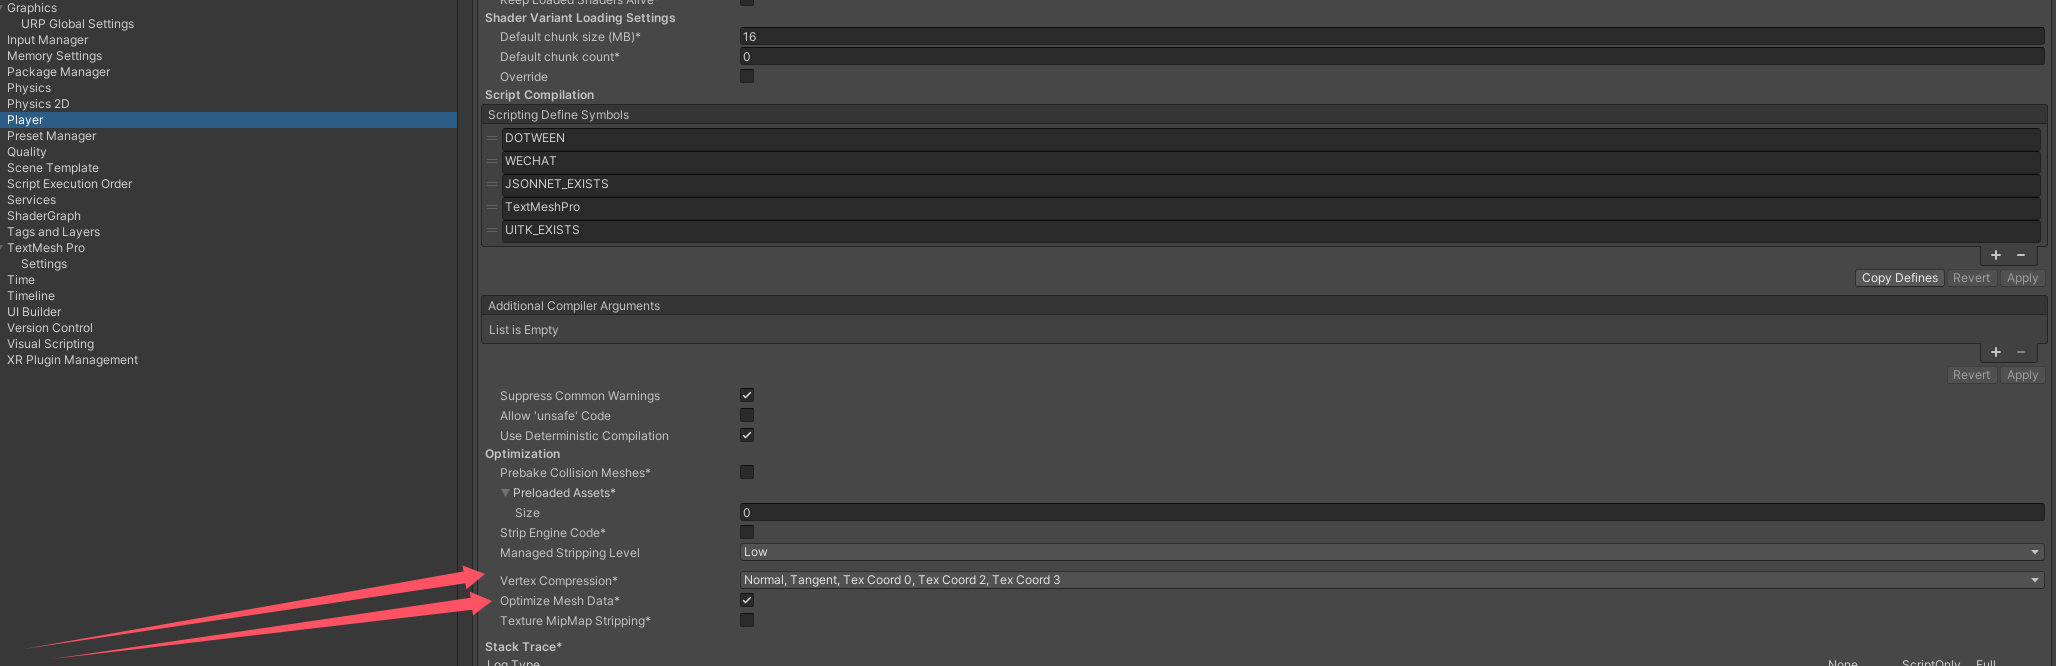 Graphics
URP Global Settings
Input Manager
Memory Settings
Package Manager
Physics
Physics 2D
Player
Preset Manager
Quality
Scene Template
Script Execution Order
Services
ShaderGraph
Tags and Layers
TextMesh Pro
Settings
Time
Timeline
UI Builder
Version Control
Visual Scripting
XR Plugin Management
Keep Loaded Shaders Alive
Shader Variant Loading Settings
Default chunk size (MB)* 16
Default chunk count* 0
Override
Script Compilation
Scripting Define Symbols
DOTWEEN
WECHAT
JSONNET_EXISTS
TextMeshPro
UITK_EXISTS
+ −
Copy Defines Revert Apply
Additional Compiler Arguments
List is Empty
+ −
Revert Apply
Suppress Common Warnings
Allow 'unsafe' Code
Use Deterministic Compilation
Optimization
Prebake Collision Meshes*
Preloaded Assets*
Size 0
Strip Engine Code*
Managed Stripping Level Low
Vertex Compression* Normal, Tangent, Tex Coord 0, Tex Coord 2, Tex Coord 3
Optimize Mesh Data*
Texture MipMap Stripping*
Stack Trace*
Log Type None ScriptOnly Full